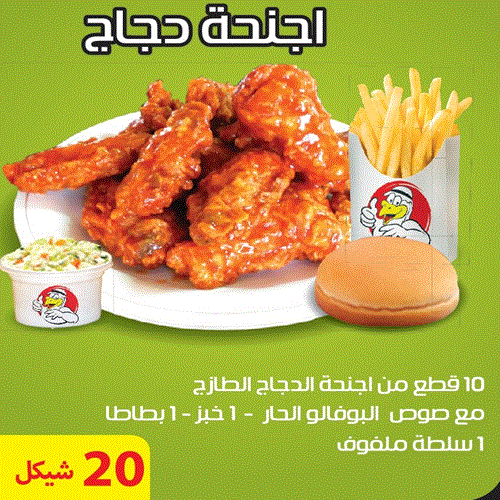 اجنحة دجاج
10 قطع من اجنحة الدجاج الطازج
مع صوص البوفالو الحار - 1 خبز - 1 بطاطا
1 سلطة ملفوف
20 شيكل